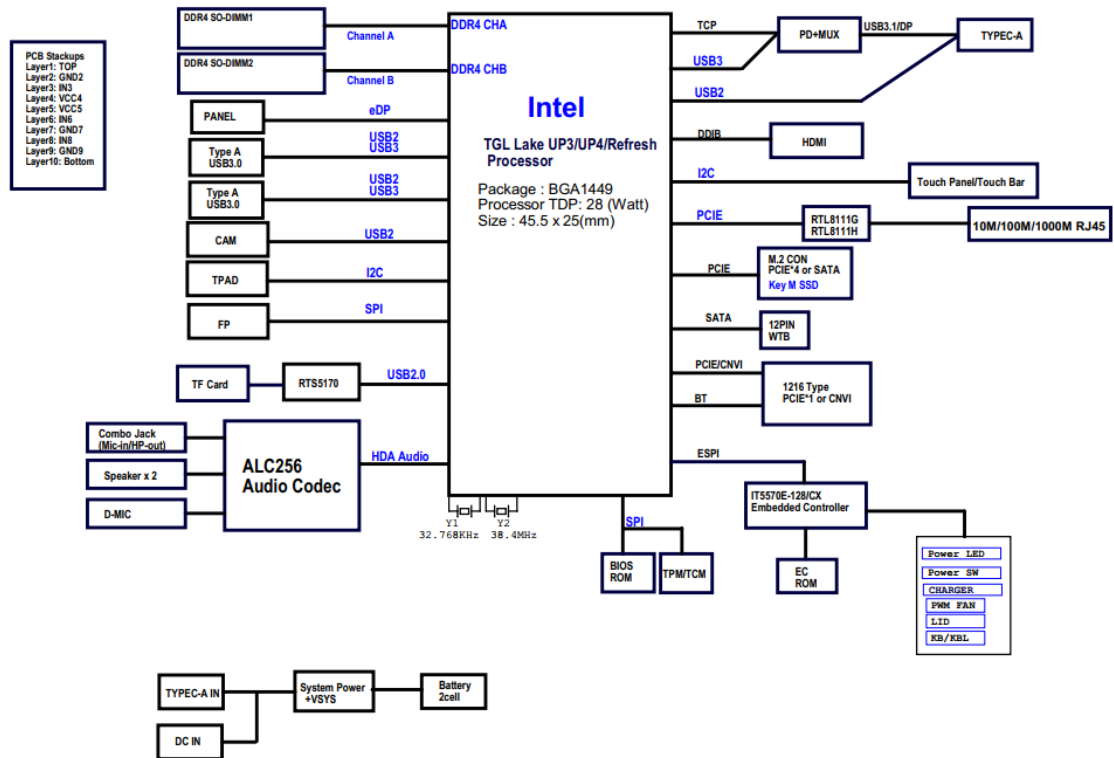 DDR4 SO-DIMM1
Channel A
DDR4 CHA
DDR4 SO-DIMM2
Channel B
DDR4 CHB
PCB Stackups
Layer1: TOP
Layer2: GND2
Layer3: IN3
Layer4: VCC4
Layer5: VCC5
Layer6: IN6
Layer7: GND7
Layer8: IN8
Layer9: GND9
Layer10: Bottom
PANEL
eDP
Type A
USB3.0
USB2
USB3
Type A
USB3.0
USB2
USB3
CAM
USB2
TPAD
I2C
FP
SPI
TF Card
RTS5170
USB2.0
Combo Jack
(Mic-in/HP-out)
Speaker x 2
D-MIC
ALC256
Audio Codec
HDA Audio
Intel
TGL Lake UP3/UP4/Refresh
Processor
Package : BGA1449
Processor TDP: 28 (Watt)
Size : 45.5 x 25(mm)
Y1
32.768KHz
Y2
38.4MHz
TCP
USB3
PD+MUX
USB3.1/DP
TYPEC-A
USB2
DDIB
HDMI
I2C
Touch Panel/Touch Bar
PCIE
RTL8111G
RTL8111H
10M/100M/1000M RJ45
PCIE
M.2 CON
PCIE*4 or SATA
Key M SSD
SATA
12PIN
WTB
PCIE/CNVI
BT
1216 Type
PCIE*1 or CNVI
ESPI
IT5570E-128/CX
Embedded Controller
SPI
BIOS
ROM
TPM/TCM
EC
ROM
Power LED
Power SW
CHARGER
PWM FAN
LID
KB/KBL
TYPEC-A IN
DC IN
System Power
+VSYS
Battery
2cell